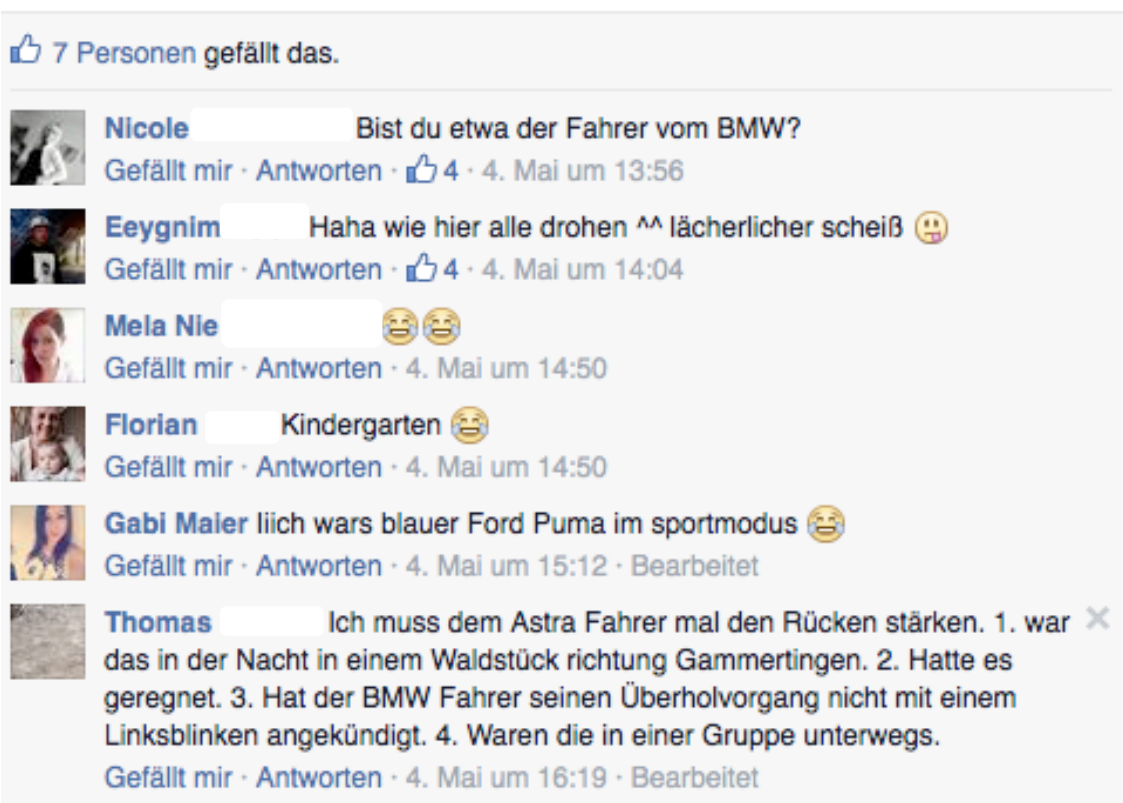 7 Personen gefällt das.
Nicole Bist du etwa der Fahrer vom BMW?
Gefällt mir · Antworten · 4 · 4. Mai um 13:56
Eeygnim Haha wie hier alle drohen ^^ lächerlicher scheiß
Gefällt mir · Antworten · 4 · 4. Mai um 14:04
Mela Nie
Gefällt mir · Antworten · 4. Mai um 14:50
Florian Kindergarten
Gefällt mir · Antworten · 4. Mai um 14:50
Gabi Maier Iiich wars blauer Ford Puma im sportmodus
Gefällt mir · Antworten · 4. Mai um 15:12 · Bearbeitet
Thomas Ich muss dem Astra Fahrer mal den Rücken stärken. 1. war
das in der Nacht in einem Waldstück richtung Gammertingen. 2. Hatte es
geregnet. 3. Hat der BMW Fahrer seinen Überholvorgang nicht mit einem
Linksblinken angekündigt. 4. Waren die in einer Gruppe unterwegs.
Gefällt mir · Antworten · 4. Mai um 16:19 · Bearbeitet